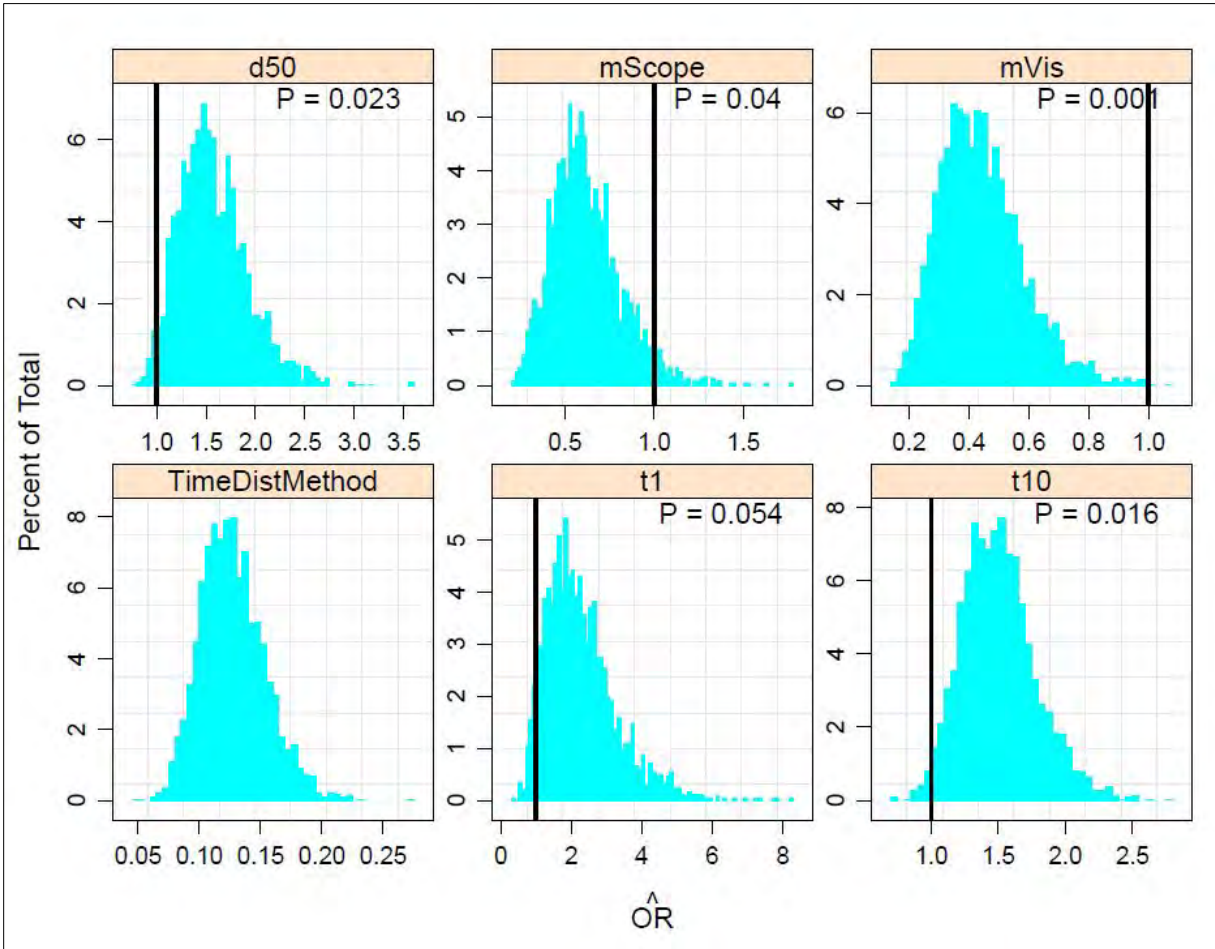 d50
mScope
mVis
P = 0.023
P = 0.04
P = 0.001
6
4
2
0
5
4
3
2
1
0
6
4
2
0
1.0 1.5 2.0 2.5 3.0 3.5
0.5 1.0 1.5
0.2 0.4 0.6 0.8 1.0
Percent of Total
TimeDistMethod
t1
t10
P = 0.054
P = 0.016
8
6
4
2
0
5
4
3
2
1
0
8
6
4
2
0
0.05 0.10 0.15 0.20 0.25
0 2 4 6 8
1.0 1.5 2.0 2.5
^
OR